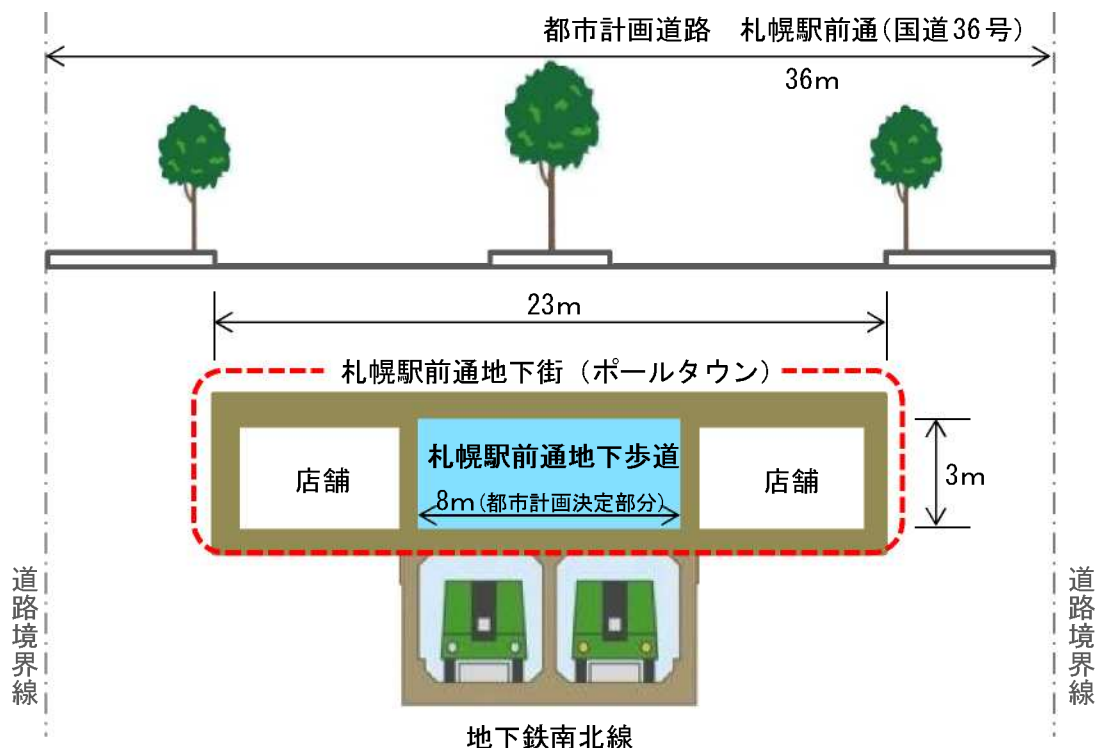 都市計画道路　札幌駅前通(国道36号)
36m
23m
札幌駅前通地下街（ポールタウン）
札幌駅前通地下歩道
8m(都市計画決定部分)
店舗
店舗
3m
道路境界線
道路境界線
地下鉄南北線